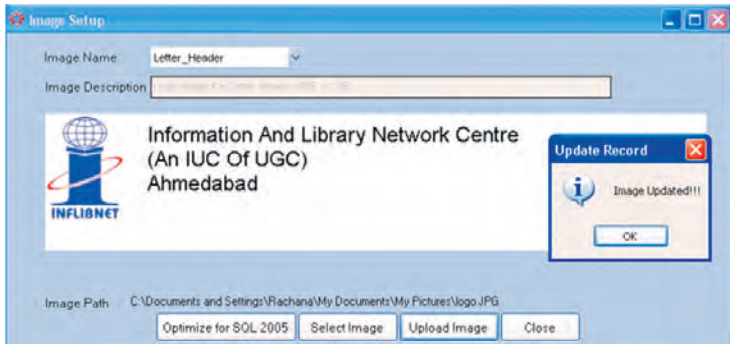 Image Setup
Image Name Letter_Header
Image Description
Information And Library Network Centre
(An IUC Of UGC)
Ahmedabad
INFLIBNET
Update Record
Image Updated!!!
OK
Image Path C:\Documents and Settings\Rachana\My Documents\My Pictures\logo.JPG
Optimize for SQL 2005 Select Image Upload Image Close